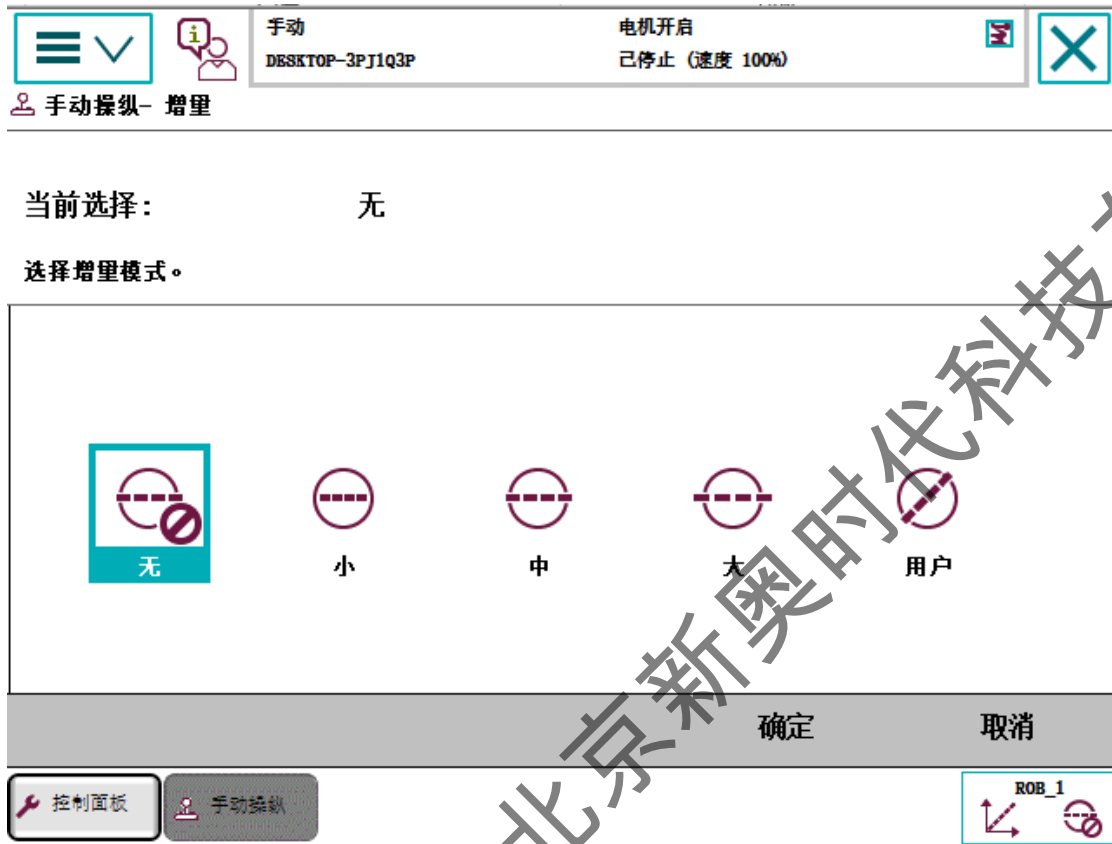 手动
电机开启
DESKTOP-3PJ1Q3P
己停止 (速度 100%)
手动操纵- 增量
当前选择:
无
选择增量模式。
无
小
中
大
用户
确定
取消
控制面板
手动操纵
ROB_1
北京新奥时代科技